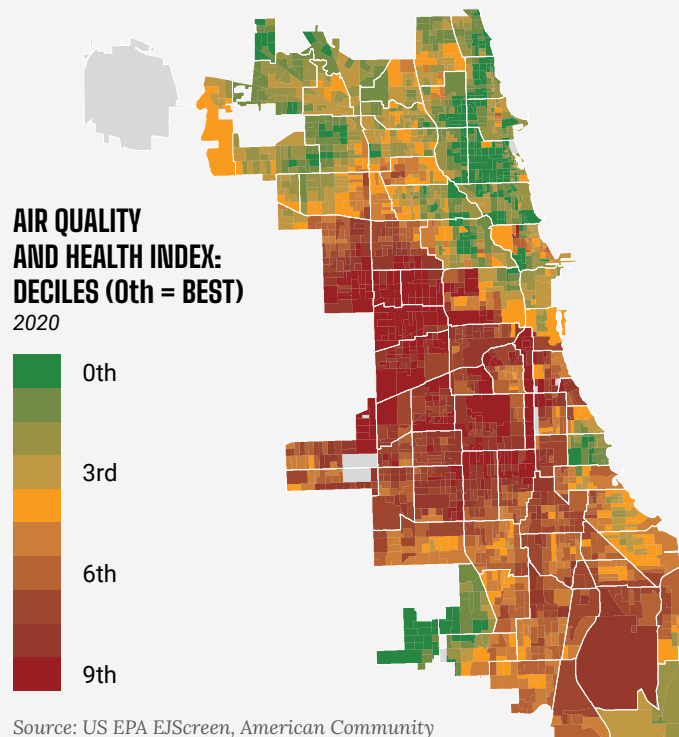 AIR QUALITY
AND HEALTH INDEX:
DECILES (0th = BEST)
2020
0th
3rd
6th
9th
Source: US EPA EJScreen, American Community